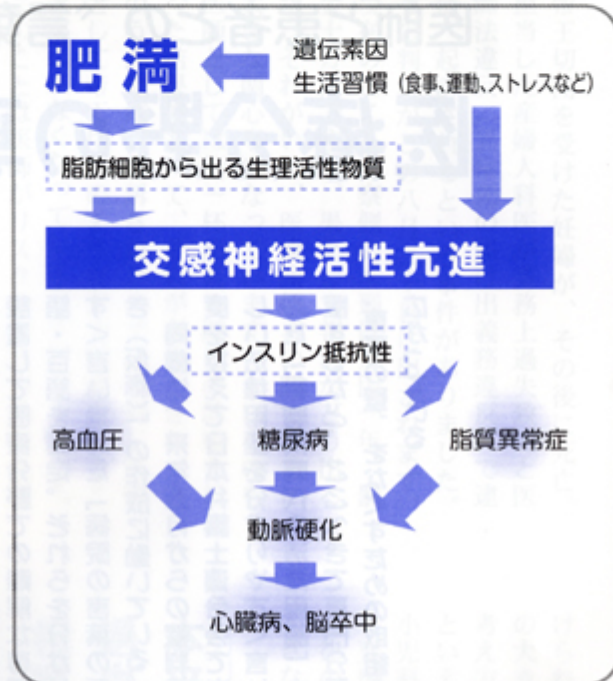 肥満
遺伝素因
生活習慣（食事、運動、ストレスなど）
脂肪細胞から出る生理活性物質
交感神経活性亢進
インスリン抵抗性
高血圧
糖尿病
脂質異常症
動脈硬化
心臓病、脳卒中